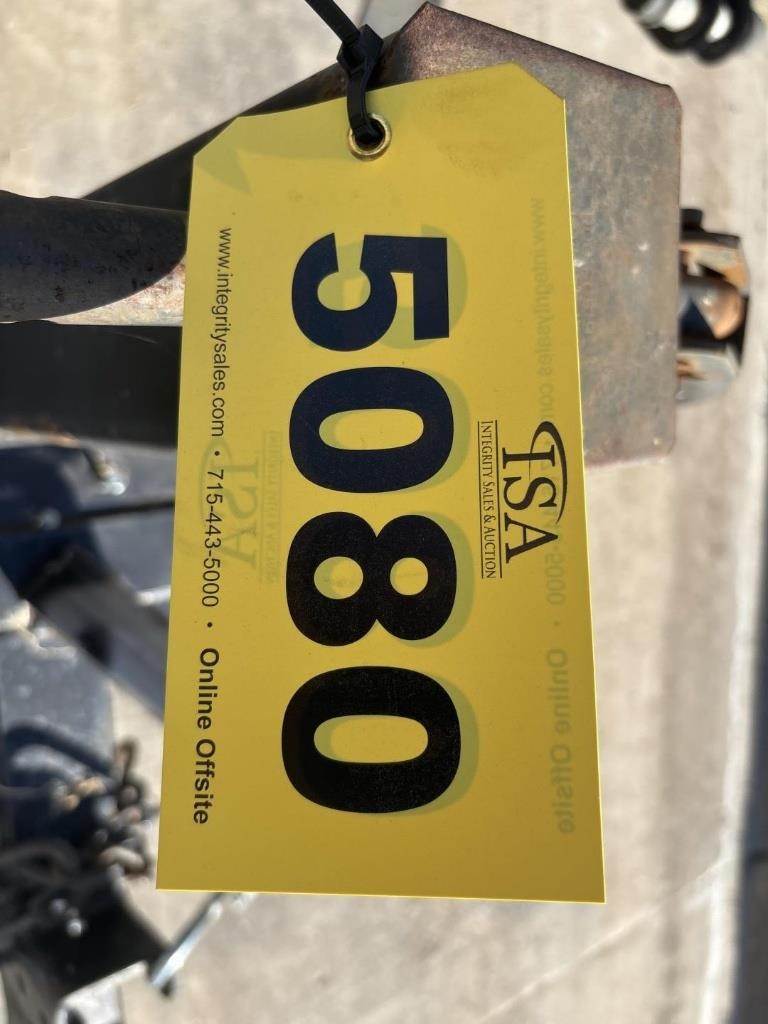 ISA
INTEGRITY SALES & AUCTION
5080
www.integritysales.com • 715-443-5000 • Online Offsite